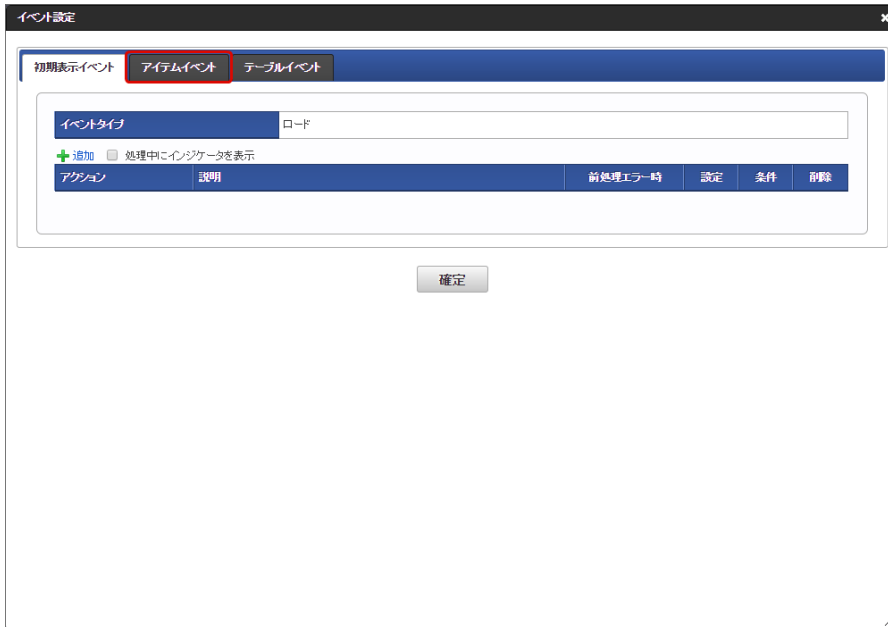 イベント設定
初期表示イベント アイテムイベント テーブルイベント
イベントタイプ ロード
追加 処理中にインジケータを表示
アクション 説明 前処理エラー時 設定 条件 削除
確定